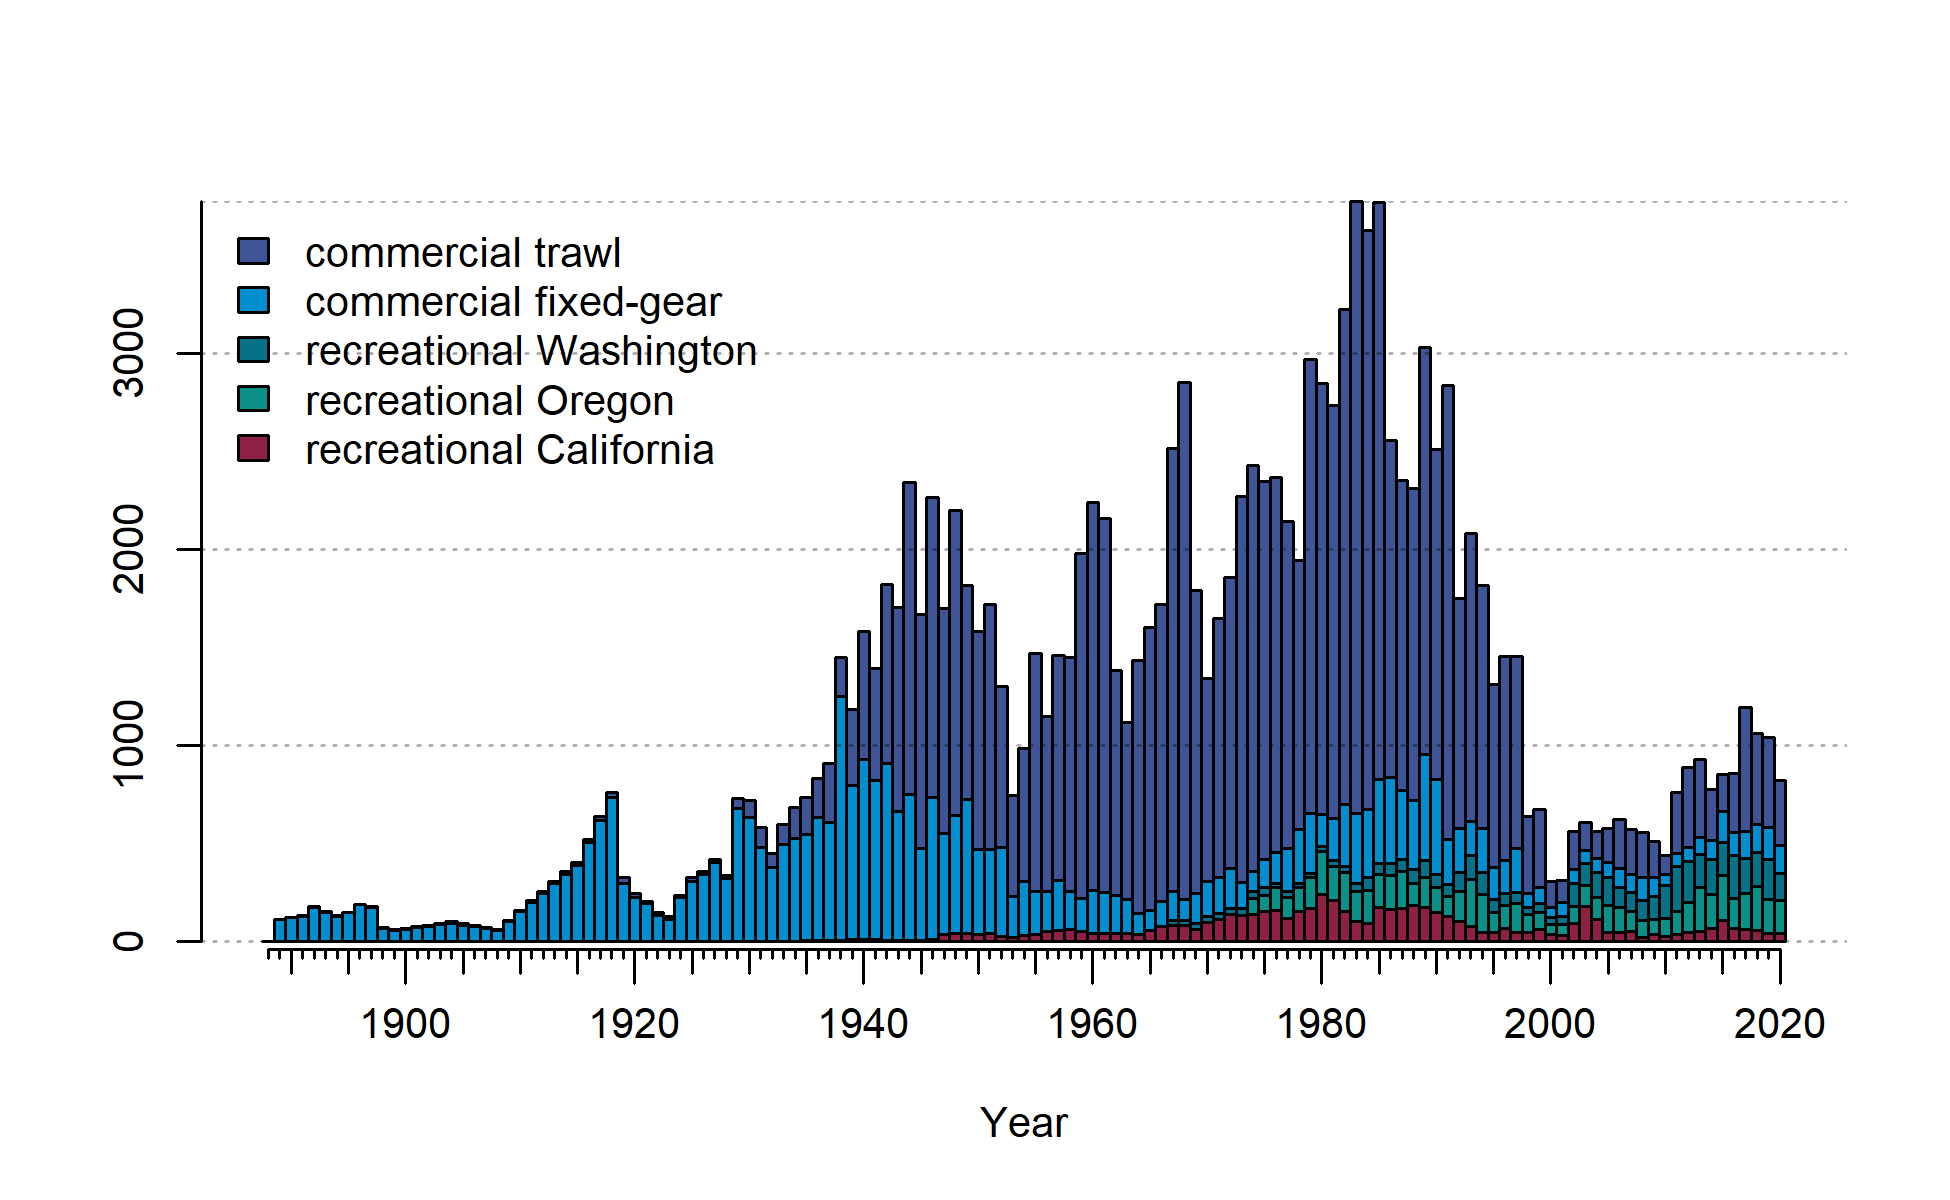 commercial trawl
commercial fixed-gear
recreational Washington
recreational Oregon
recreational California
3000
2000
1000
0
1900 1920 1940 1960 1980 2000 2020
Year